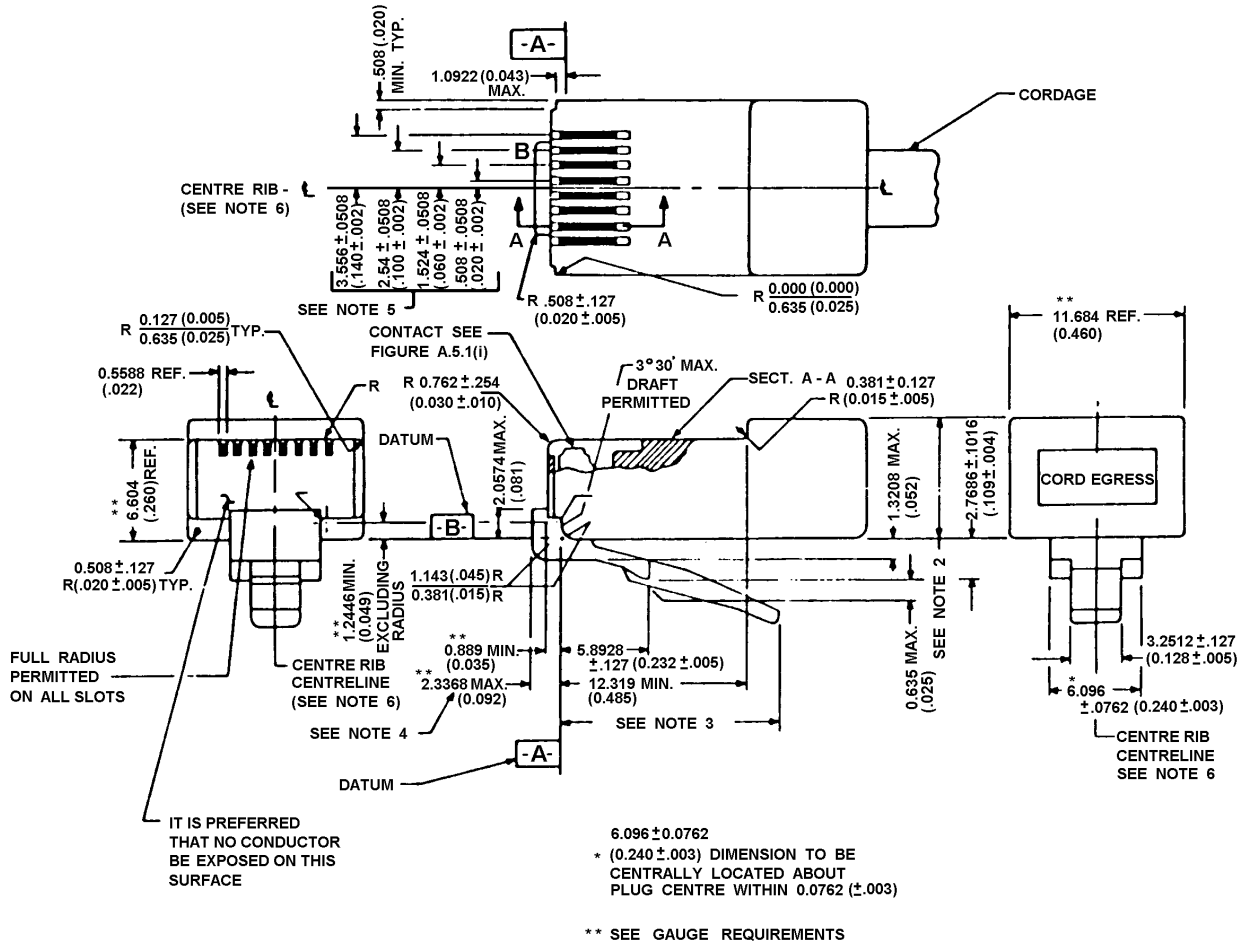 -A-
.508 (.020)
MIN. TYP.
1.0922 (0.043)
MAX.
CORDAGE
B
CENTRE RIB -
(SEE NOTE 6)
℄
℄
3.556 ±.0508
(.140 ±.002)
2.54 ±.0508
(.100 ±.002)
1.524 ±.0508
(.060 ±.002)
.508 ±.0508
(.020 ±.002)
A
A
SEE NOTE 5
R .508 ±.127
(0.020 ±.005)
R 0.000 (0.000)
0.635 (0.025)
R 0.127 (0.005) TYP.
0.635 (0.025)
CONTACT SEE
FIGURE A.5.1(i)
3° 30' MAX.
DRAFT
PERMITTED
**
11.684 REF.
(0.460)
0.5588 REF.
(.022)
℄
R
R 0.762 ±.254
(0.030 ±.010)
SECT. A - A
0.381 ± 0.127
R (0.015 ±.005)
DATUM
** 6.604
(.260) REF.
2.0574 MAX.
(.081)
-B-
1.3208 MAX.
(.052)
2.7686 ±.1016
(.109 ±.004)
CORD EGRESS
0.508 ±.127
R(.020 ±.005) TYP.
** 1.2446 MIN.
(0.049)
EXCLUDING
RADIUS
1.143 (.045) R
0.381 (.015) R
SEE NOTE 2
0.635 MAX.
(.025)
**
0.889 MIN.
(0.035)
5.8928
±.127 (0.232 ±.005)
**
2.3368 MAX.
(0.092)
12.319 MIN.
(0.485)
3.2512 ±.127
(0.128 ±.005)
*
6.096
±.0762 (0.240 ±.003)
FULL RADIUS
PERMITTED
ON ALL SLOTS
CENTRE RIB
CENTRELINE
(SEE NOTE 6)
SEE NOTE 4
SEE NOTE 3
CENTRE RIB
CENTRELINE
SEE NOTE 6
-A-
DATUM
IT IS PREFERRED
THAT NO CONDUCTOR
BE EXPOSED ON THIS
SURFACE
6.096 ± 0.0762
* (0.240 ±.003) DIMENSION TO BE
CENTRALLY LOCATED ABOUT
PLUG CENTRE WITHIN 0.0762 (±.003)
** SEE GAUGE REQUIREMENTS